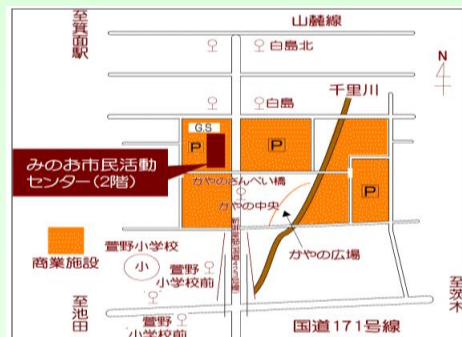 至箕面駅
山麓線
白島北
N
千里川
白島
G.S
P
P
みのお市民活動
センター(2階)
かやのさんぺい橋
P
かやの中央
かやの広場
商業施設
萱野小学校
小
萱野
小学校前
至池田
至茨木
萱野
小学校前
国道171号線